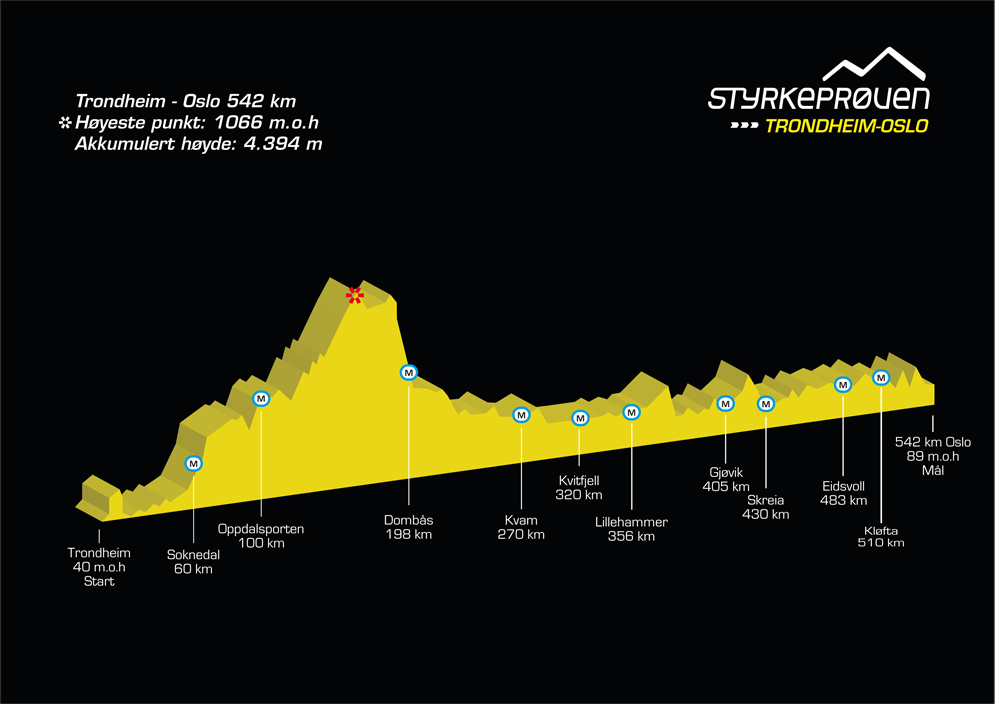 Trondheim - Oslo 542 km
Høyeste punkt: 1066 m.o.h
Akkumulert høyde: 4.394 m
STYRKEPRØVEN
TRONDHEIM-OSLO
M
M
M
M
M
M
M
M
M
M
Trondheim
40 m.o.h
Start
Soknedal
60 km
Oppdalsporten
100 km
Dombås
198 km
Kvam
270 km
Kvitfjell
320 km
Lillehammer
356 km
Gjøvik
405 km
Skreia
430 km
Eidsvoll
483 km
Kløfta
510 km
542 km Oslo
89 m.o.h
Mål